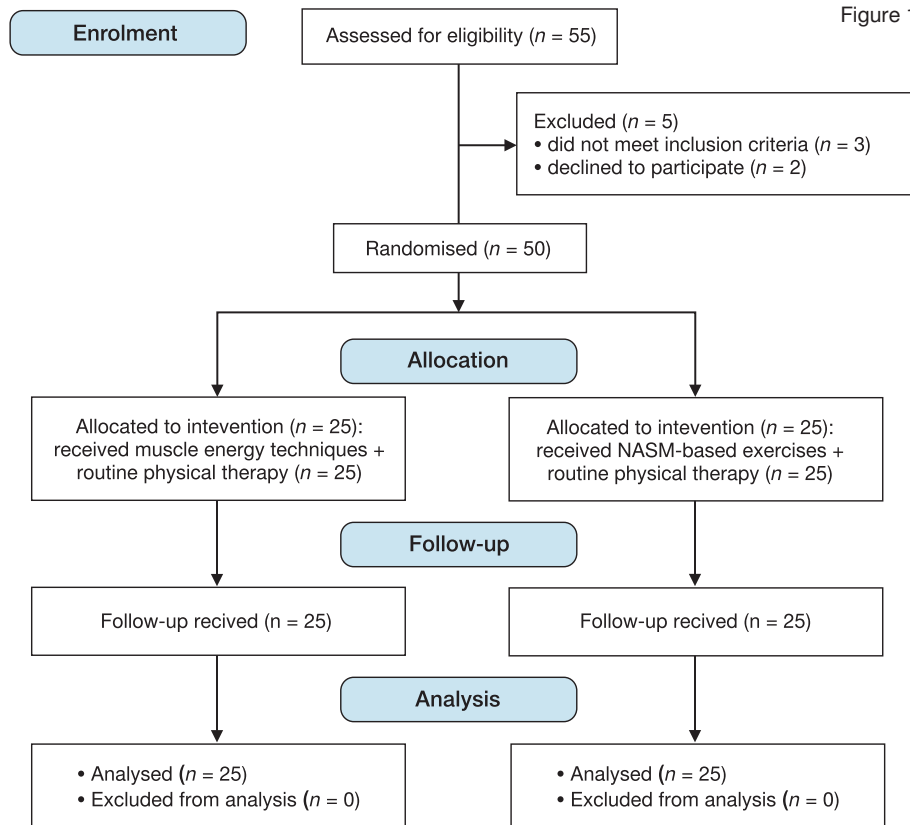 Enrolment
Assessed for eligibility (n = 55)
Figure
Excluded (n = 5)
• did not meet inclusion criteria (n = 3)
• declined to participate (n = 2)
Randomised (n = 50)
Allocation
Allocated to intevention (n = 25):
received muscle energy techniques +
routine physical therapy (n = 25)
Allocated to intevention (n = 25):
received NASM-based exercises +
routine physical therapy (n = 25)
Follow-up
Follow-up recived (n = 25)
Follow-up recived (n = 25)
Analysis
• Analysed (n = 25)
• Excluded from analysis (n = 0)
• Analysed (n = 25)
• Excluded from analysis (n = 0)